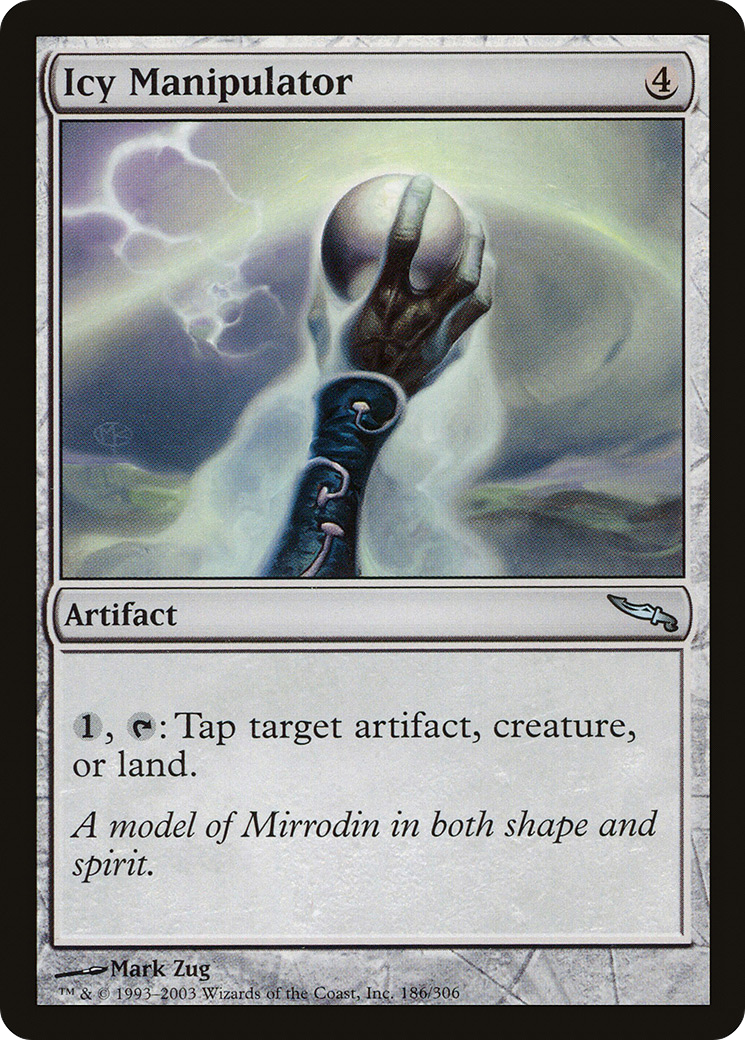 Icy Manipulator 4
Artifact
1, : Tap target artifact, creature,
or land.
A model of Mirrodin in both shape and
spirit.
Mark Zug
™ & © 1993–2003 Wizards of the Coast, Inc. 186/306